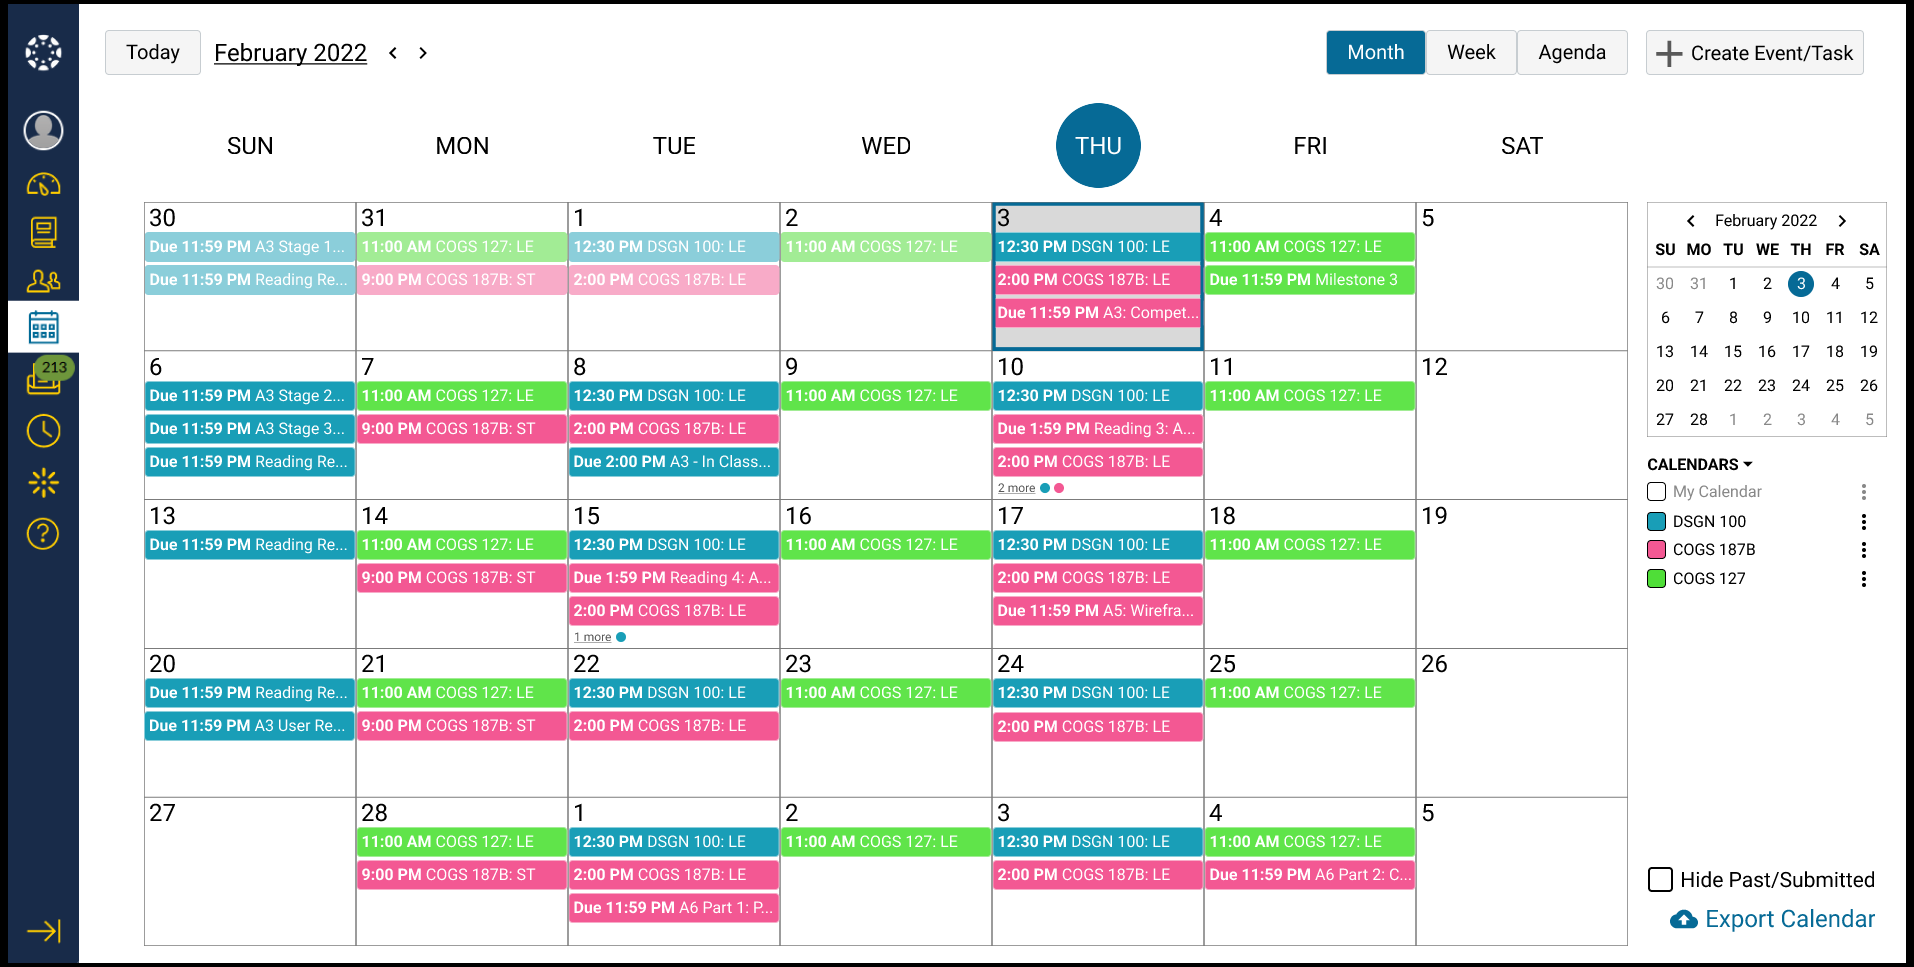 Today
February 2022
Month
Week
Agenda
Create Event/Task
SUN MON TUE WED THU FRI SAT
30
Due 11:59 PM A3 Stage 1...
Due 11:59 PM Reading Re...
31
11:00 AM COGS 127: LE
9:00 PM COGS 187B: ST
1
12:30 PM DSGN 100: LE
2:00 PM COGS 187B: LE
2
11:00 AM COGS 127: LE
3
12:30 PM DSGN 100: LE
2:00 PM COGS 187B: LE
Due 11:59 PM A3: Compet...
4
11:00 AM COGS 127: LE
Due 11:59 PM Milestone 3
5
6
Due 11:59 PM A3 Stage 2...
Due 11:59 PM A3 Stage 3...
Due 11:59 PM Reading Re...
7
11:00 AM COGS 127: LE
9:00 PM COGS 187B: ST
8
12:30 PM DSGN 100: LE
2:00 PM COGS 187B: LE
Due 2:00 PM A3 - In Class...
9
11:00 AM COGS 127: LE
10
12:30 PM DSGN 100: LE
Due 1:59 PM Reading 3: A...
2:00 PM COGS 187B: LE
2 more
11
11:00 AM COGS 127: LE
12
13
Due 11:59 PM Reading Re...
14
11:00 AM COGS 127: LE
9:00 PM COGS 187B: ST
15
12:30 PM DSGN 100: LE
Due 1:59 PM Reading 4: A...
2:00 PM COGS 187B: LE
1 more
16
11:00 AM COGS 127: LE
17
12:30 PM DSGN 100: LE
2:00 PM COGS 187B: LE
Due 11:59 PM A5: Wirefra...
18
11:00 AM COGS 127: LE
19
20
Due 11:59 PM Reading Re...
Due 11:59 PM A3 User Re...
21
11:00 AM COGS 127: LE
9:00 PM COGS 187B: ST
22
12:30 PM DSGN 100: LE
2:00 PM COGS 187B: LE
23
11:00 AM COGS 127: LE
24
12:30 PM DSGN 100: LE
2:00 PM COGS 187B: LE
25
11:00 AM COGS 127: LE
26
27
28
11:00 AM COGS 127: LE
9:00 PM COGS 187B: ST
1
12:30 PM DSGN 100: LE
2:00 PM COGS 187B: LE
Due 11:59 PM A6 Part 1: P...
2
11:00 AM COGS 127: LE
3
12:30 PM DSGN 100: LE
2:00 PM COGS 187B: LE
4
11:00 AM COGS 127: LE
Due 11:59 PM A6 Part 2: C...
5
213
February 2022
SU MO TU WE TH FR SA
30 31 1 2 3 4 5
6 7 8 9 10 11 12
13 14 15 16 17 18 19
20 21 22 23 24 25 26
27 28 1 2 3 4 5
CALENDARS
My Calendar
DSGN 100
COGS 187B
COGS 127
Hide Past/Submitted
Export Calendar